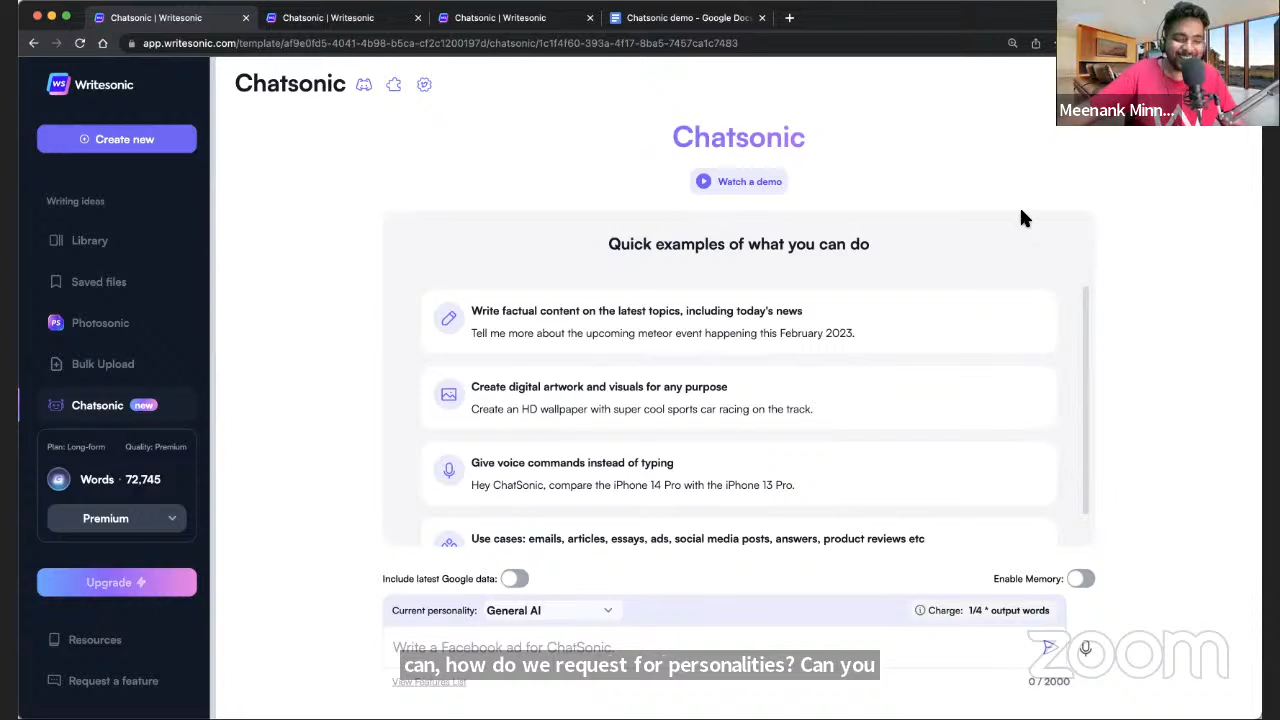 Chatsonic | Writesonic
Chatsonic | Writesonic
Chatsonic | Writesonic
Chatsonic demo - Google Docs
app.writesonic.com/template/af9e0fd5-4041-4b98-b5ca-cf2c1200197d/chatsonic/1c1f4f60-393a-4f17-8ba5-7457ca1c7483
Meenank Minn...
WS Writesonic
Create new
Writing ideas
Library
Saved files
PS Photosonic
Bulk Upload
Chatsonic new
Plan: Long-form Quality: Premium
Words · 72,745
Premium
Upgrade
Resources
Request a feature
Chatsonic
Chatsonic
Watch a demo
Quick examples of what you can do
Write factual content on the latest topics, including today's news
Tell me more about the upcoming meteor event happening this February 2023.
Create digital artwork and visuals for any purpose
Create an HD wallpaper with super cool sports car racing on the track.
Give voice commands instead of typing
Hey ChatSonic, compare the iPhone 14 Pro with the iPhone 13 Pro.
Use cases: emails, articles, essays, ads, social media posts, answers, product reviews etc
Include latest Google data: Enable Memory:
Current personality: General AI Charge: 1/4 * output words
Write a Facebook ad for ChatSonic.
can, how do we request for personalities? Can you
View Features List 0 / 2000
zoom